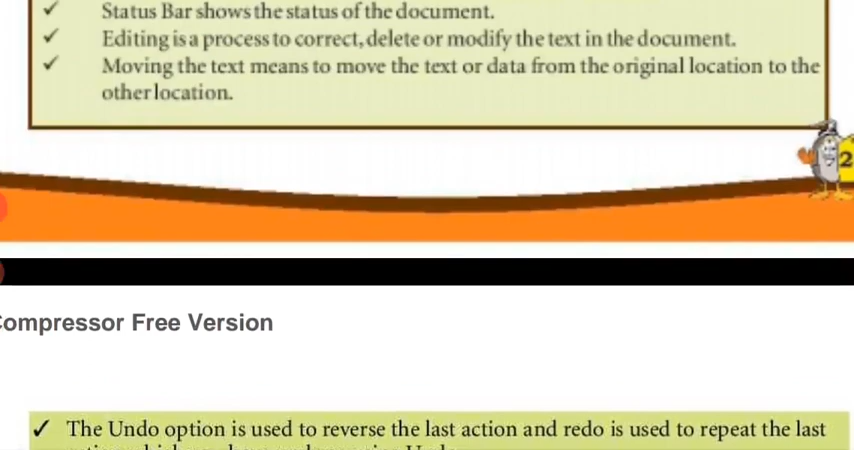 ✓ Status Bar shows the status of the document.
✓ Editing is a process to correct, delete or modify the text in the document.
✓ Moving the text means to move the text or data from the original location to the
other location.
2
Compressor Free Version
✓ The Undo option is used to reverse the last action and redo is used to repeat the last